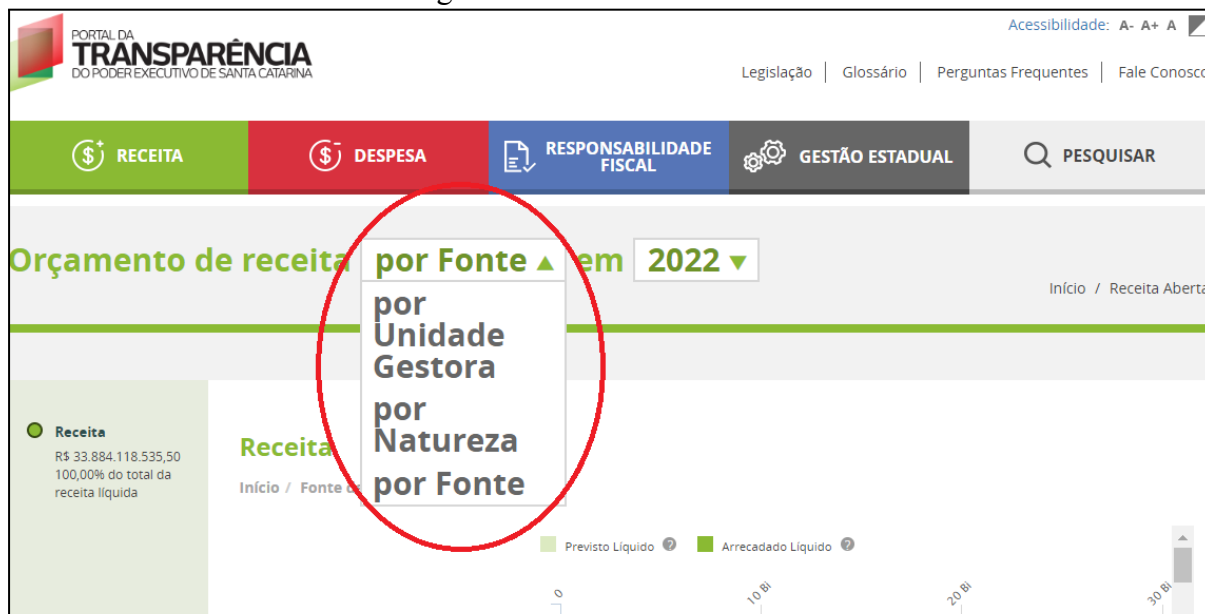 PORTAL DA
TRANSPARÊNCIA
DO PODER EXECUTIVO DE SANTA CATARINA
Acessibilidade: A- A+ A
Legislação | Glossário | Perguntas Frequentes | Fale Conosco
RECEITA
DESPESA
RESPONSABILIDADE
FISCAL
GESTÃO ESTADUAL
PESQUISAR
Orçamento de receita por Fonte ▲ em 2022 ▼
por
Unidade
Gestora
por
Natureza
por Fonte
Início / Receita Aberta
Receita
R$ 33.884.118.535,50
100,00% do total da
receita líquida
Receita
Início / Fonte
Previsto Líquido ?
Arrecadado Líquido ?
0
10 Bi
20 Bi
30 Bi